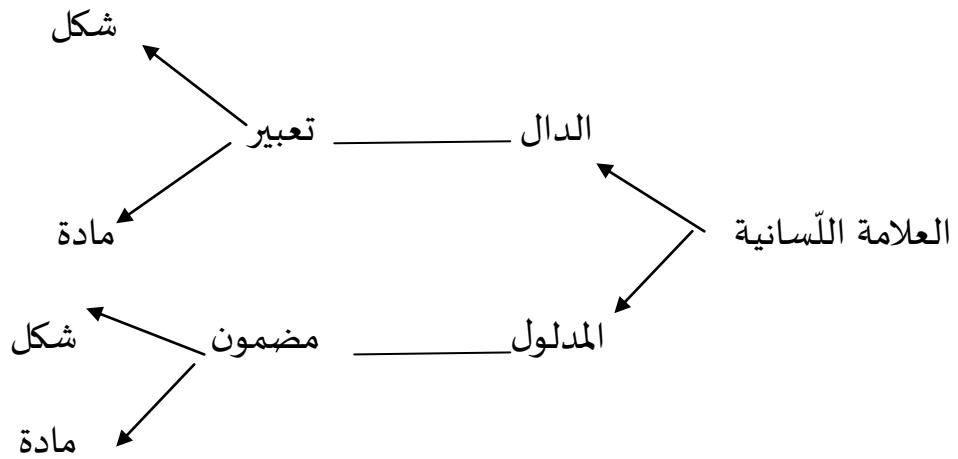 شكل
الدال تعبير
العلامة اللّسانية مادة
المدلول مضمون شكل
مادة